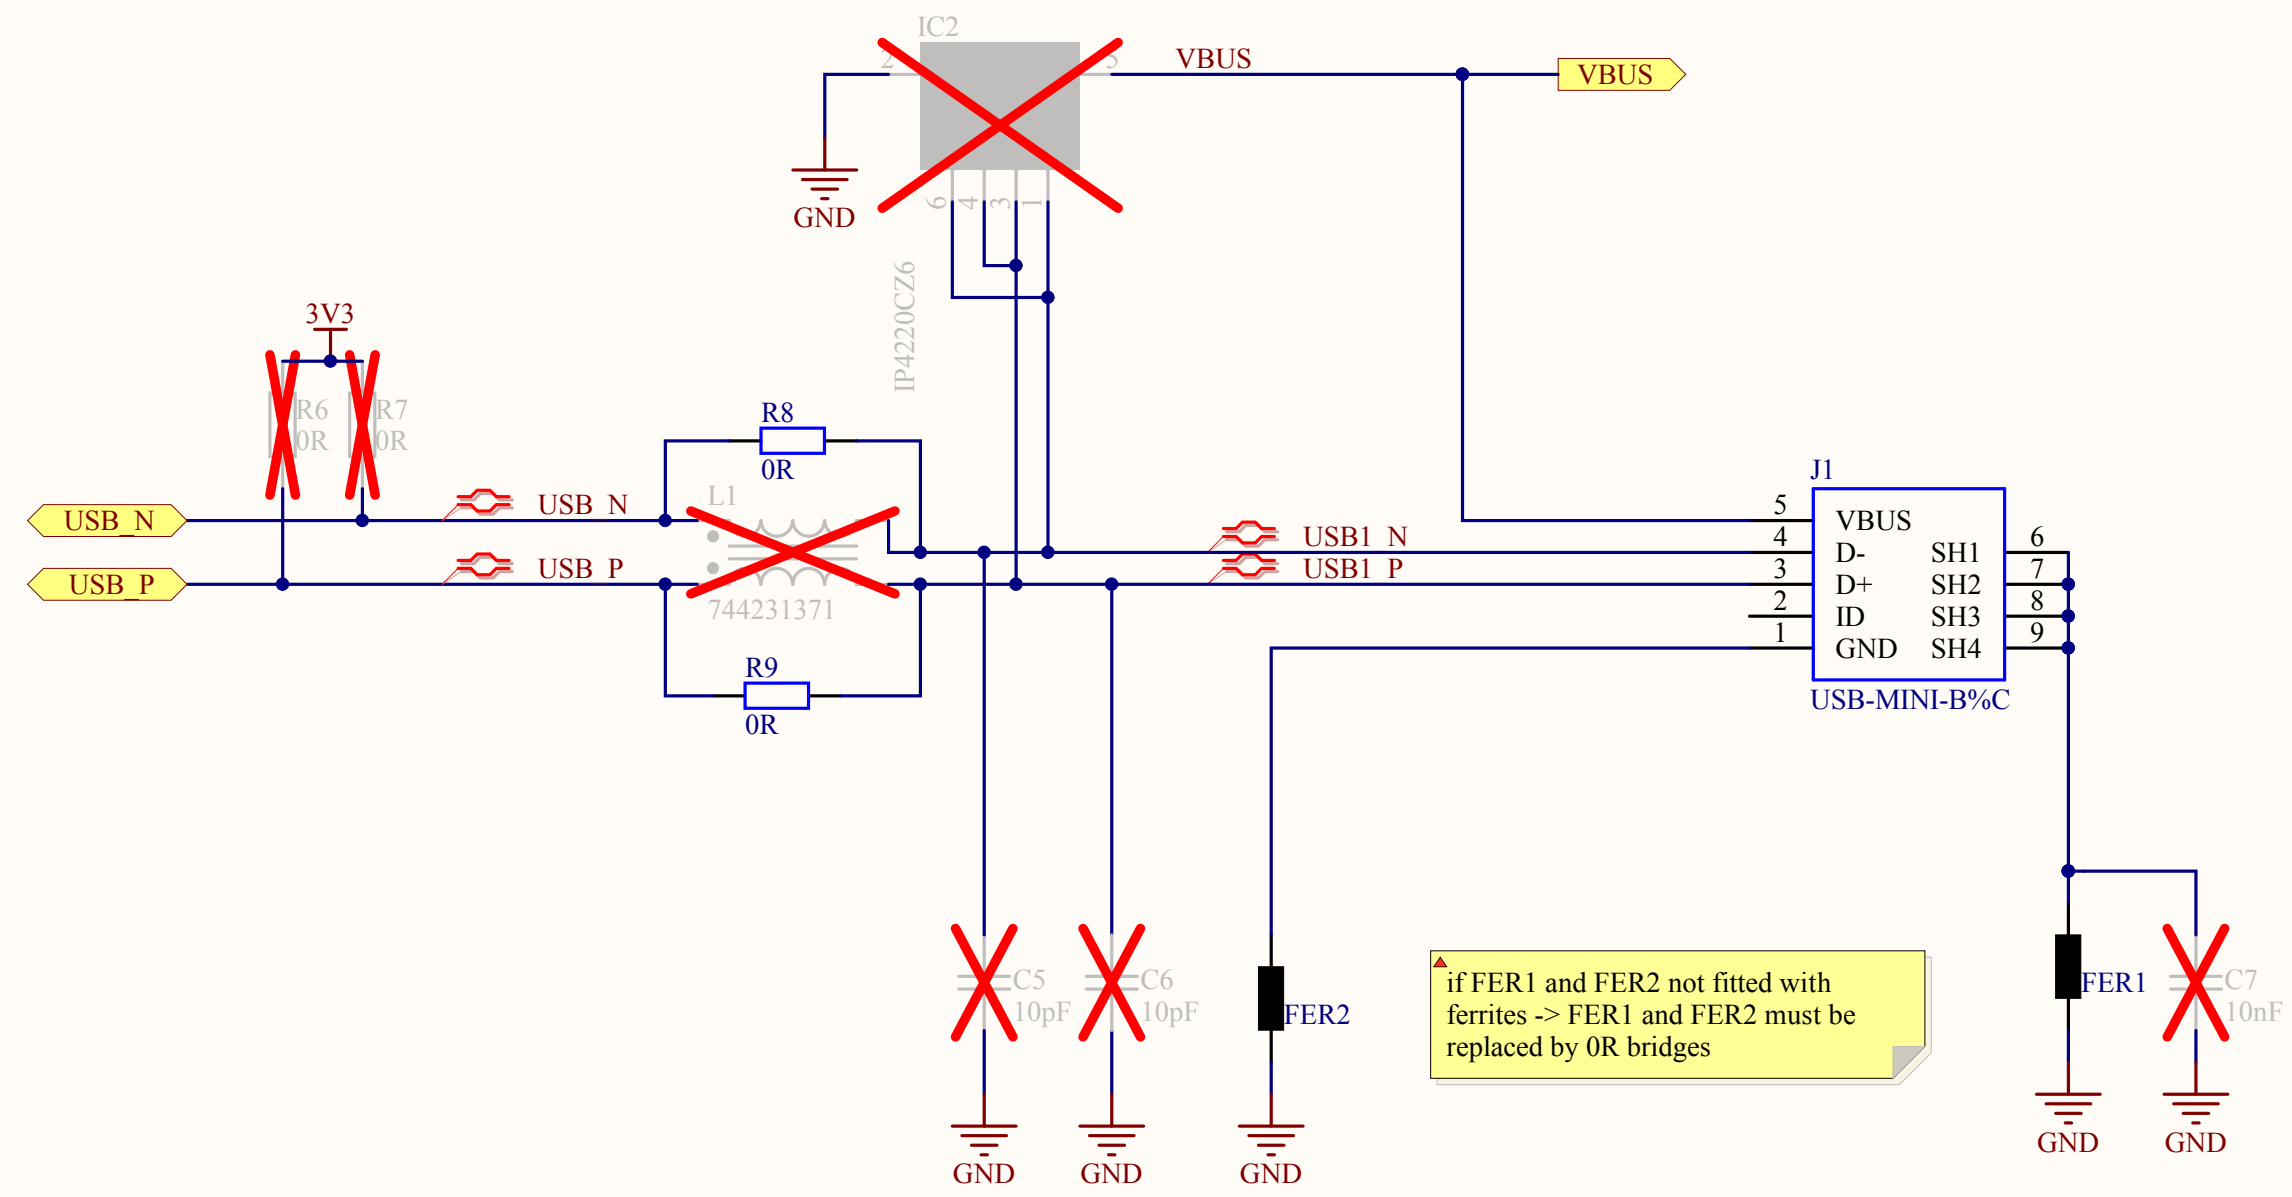 IC2
2
5
VBUS
VBUS
6
4
3
1
GND
IP4220CZ6
3V3
R6
0R
R7
0R
R8
0R
L1
744231371
USB_N
USB_N
USB_P
USB_P
R9
0R
USB1_N
USB1_P
J1
5
VBUS
4
D-
3
D+
2
ID
1
GND
SH1
6
SH2
7
SH3
8
SH4
9
USB-MINI-B%C
C5
10pF
C6
10pF
FER2
if FER1 and FER2 not fitted with
ferrites -> FER1 and FER2 must be
replaced by 0R bridges
FER1
C7
10nF
GND
GND
GND
GND
GND